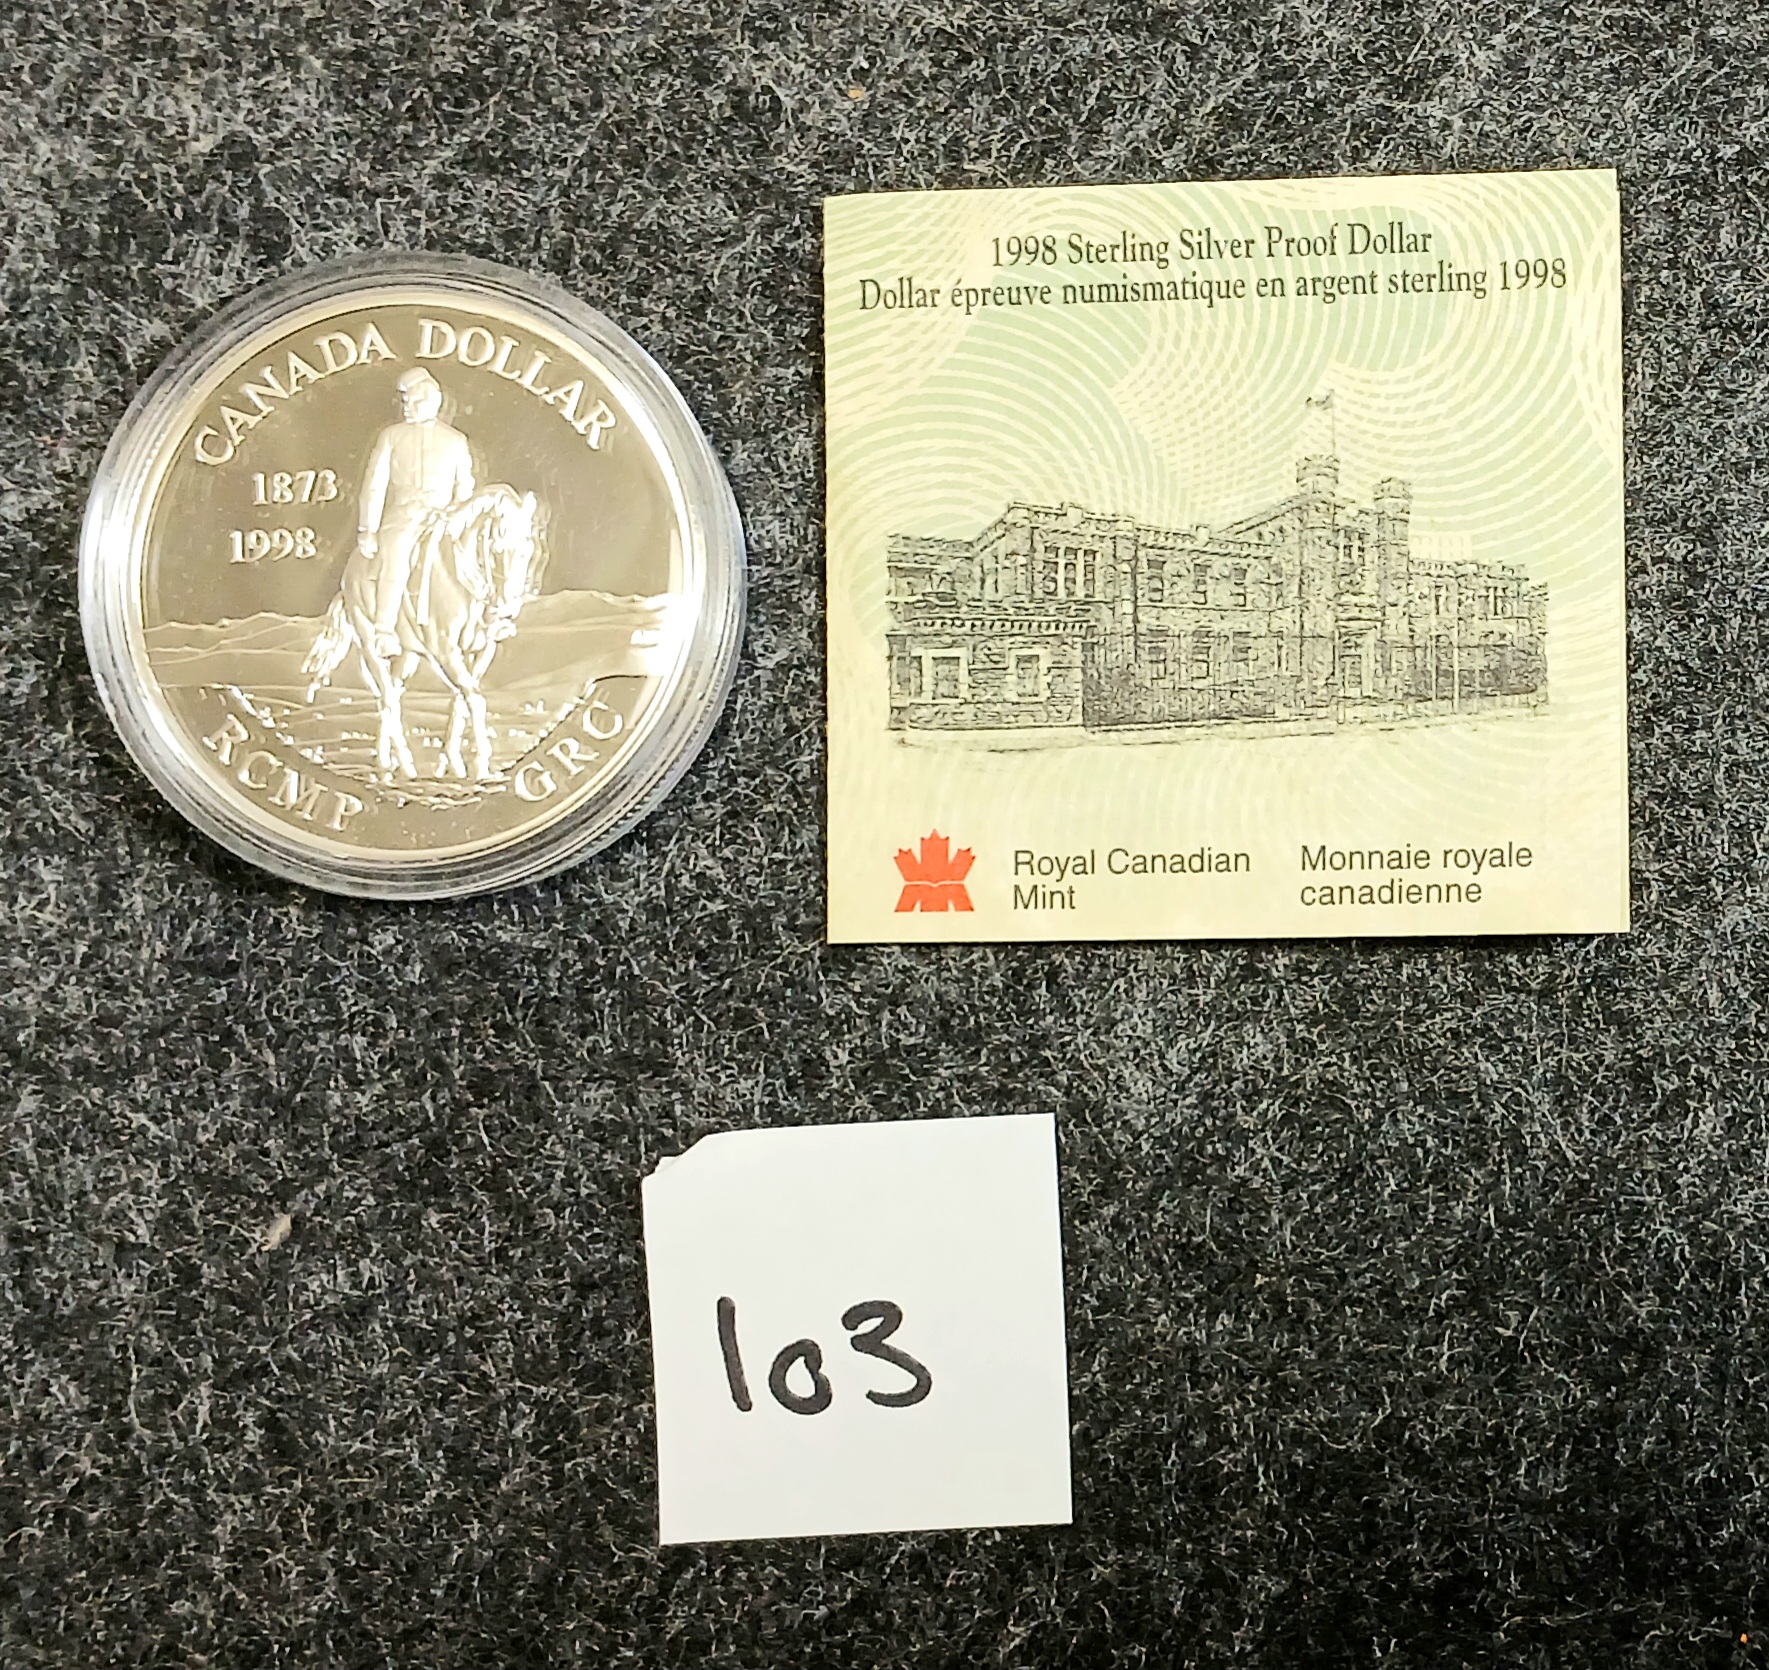 CANADA DOLLAR
1873
1998
RCMP GRC
1998 Sterling Silver Proof Dollar
Dollar épreuve numismatique en argent sterling 1998
Royal Canadian Mint
Monnaie royale canadienne
103